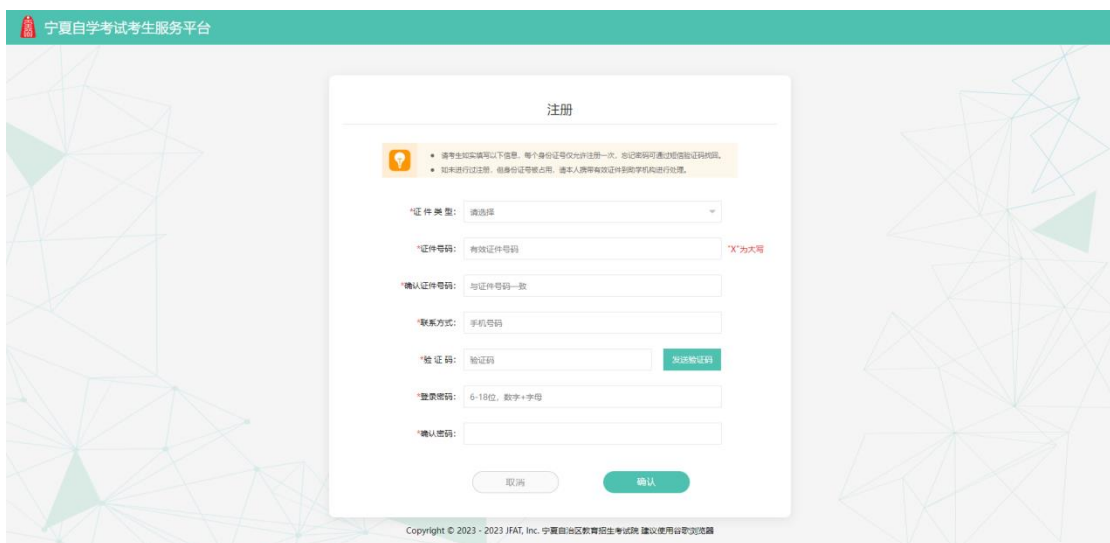 宁夏自学考试考生服务平台
注册
请考生如实填写以下信息，每个身份证号仅允许注册一次，忘记密码可通过短信验证码找回。
如未进行过注册，但身份证号被占用，请本人携带有效证件到助学机构进行处理。
*证件类型： 请选择
*证件号码： 有效证件号码 "X"为大写
*确认证件号码： 与证件号码一致
*联系方式： 手机号码
*验证码： 验证码 发送验证码
*登录密码： 6-18位，数字+字母
*确认密码：
取消 确认
Copyright © 2023 - 2023 JFAT, Inc. 宁夏自治区教育招生考试院 建议使用谷歌浏览器